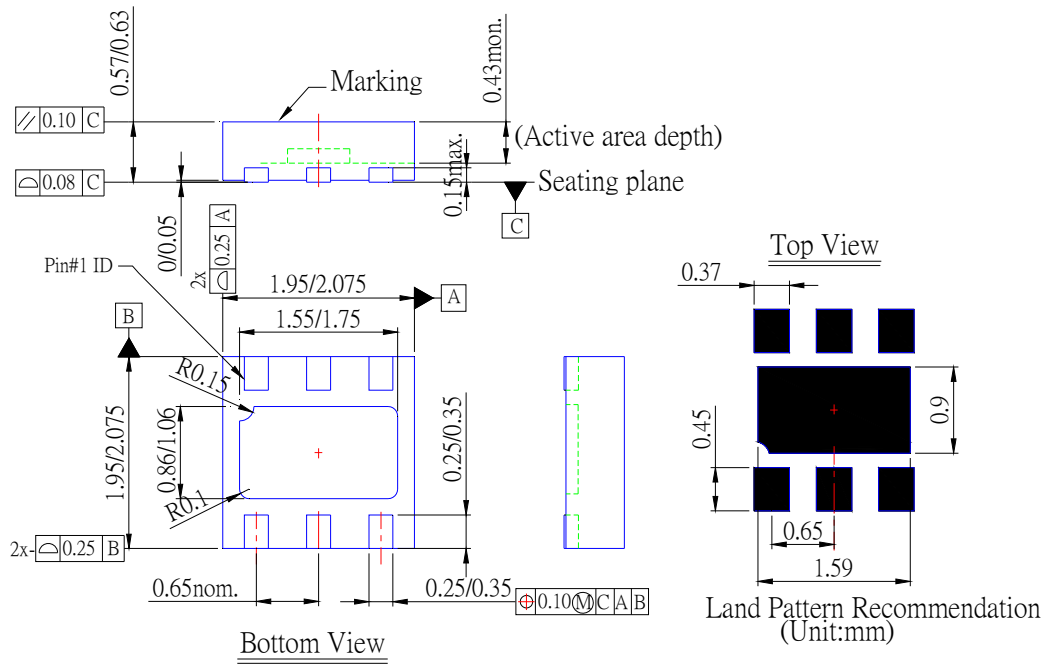 0.57/0.63
Marking
0.43mon.
// 0.10 C
(Active area depth)
0.15max.
⌓ 0.08 C
Seating plane
0/0.05
2x
⌓ 0.25 A
C
Pin#1 ID
1.95/2.075
A
B
1.55/1.75
R0.15
1.95/2.075
0.86/1.06
0.25/0.35
R0.1
2x- ⌓ 0.25 B
0.65nom.
0.25/0.35
⌖ 0.10 Ⓜ C A B
Bottom View
Top View
0.37
0.9
0.45
0.65
1.59
Land Pattern Recommendation
(Unit:mm)